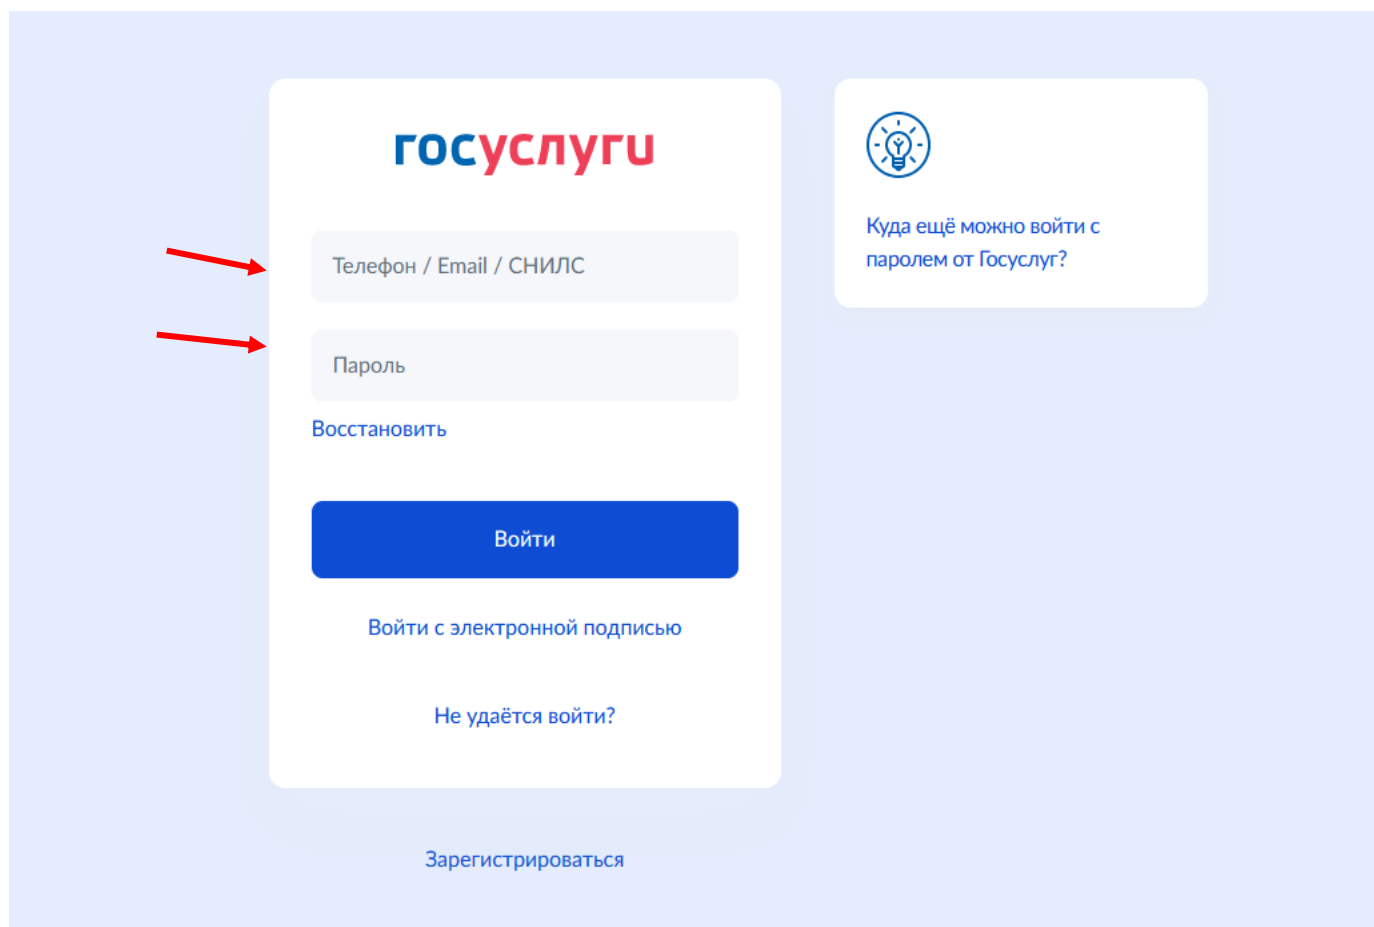 госуслуги
Телефон / Email / СНИЛС
Пароль
Восстановить
Войти
Войти с электронной подписью
Не удаётся войти?
Зарегистрироваться
Куда ещё можно войти с
паролем от Госуслуг?